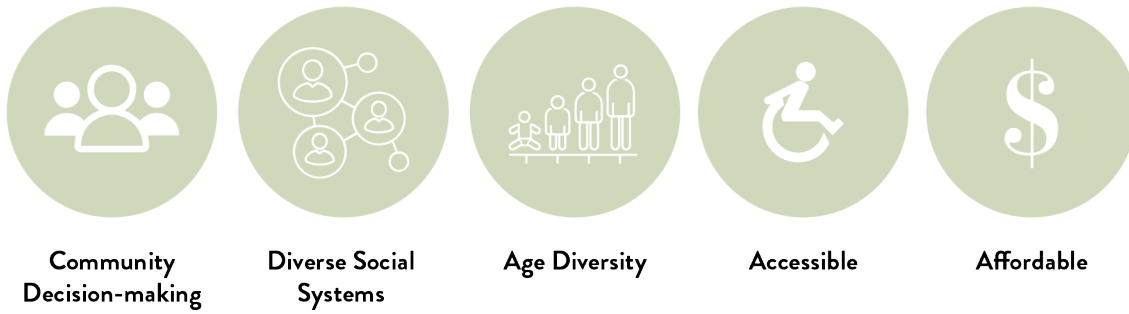 Community
Decision-making
Diverse Social
Systems
Age Diversity
Accessible
Affordable
$